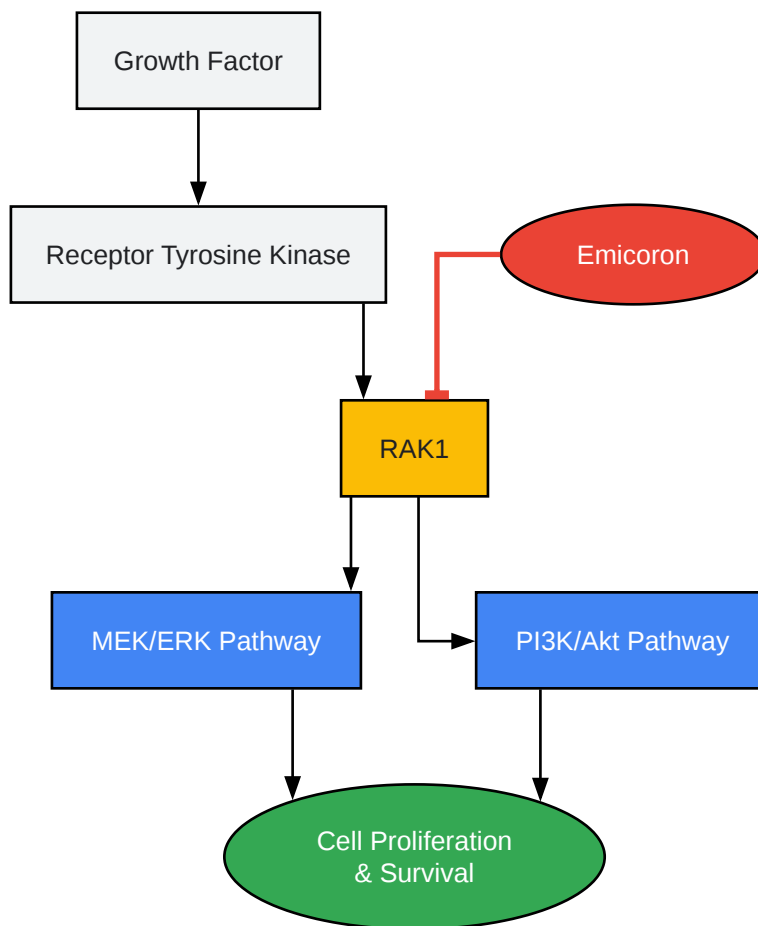 Growth Factor
Receptor Tyrosine Kinase
Emicoron
RAK1
MEK/ERK Pathway
PI3K/Akt Pathway
Cell Proliferation
& Survival